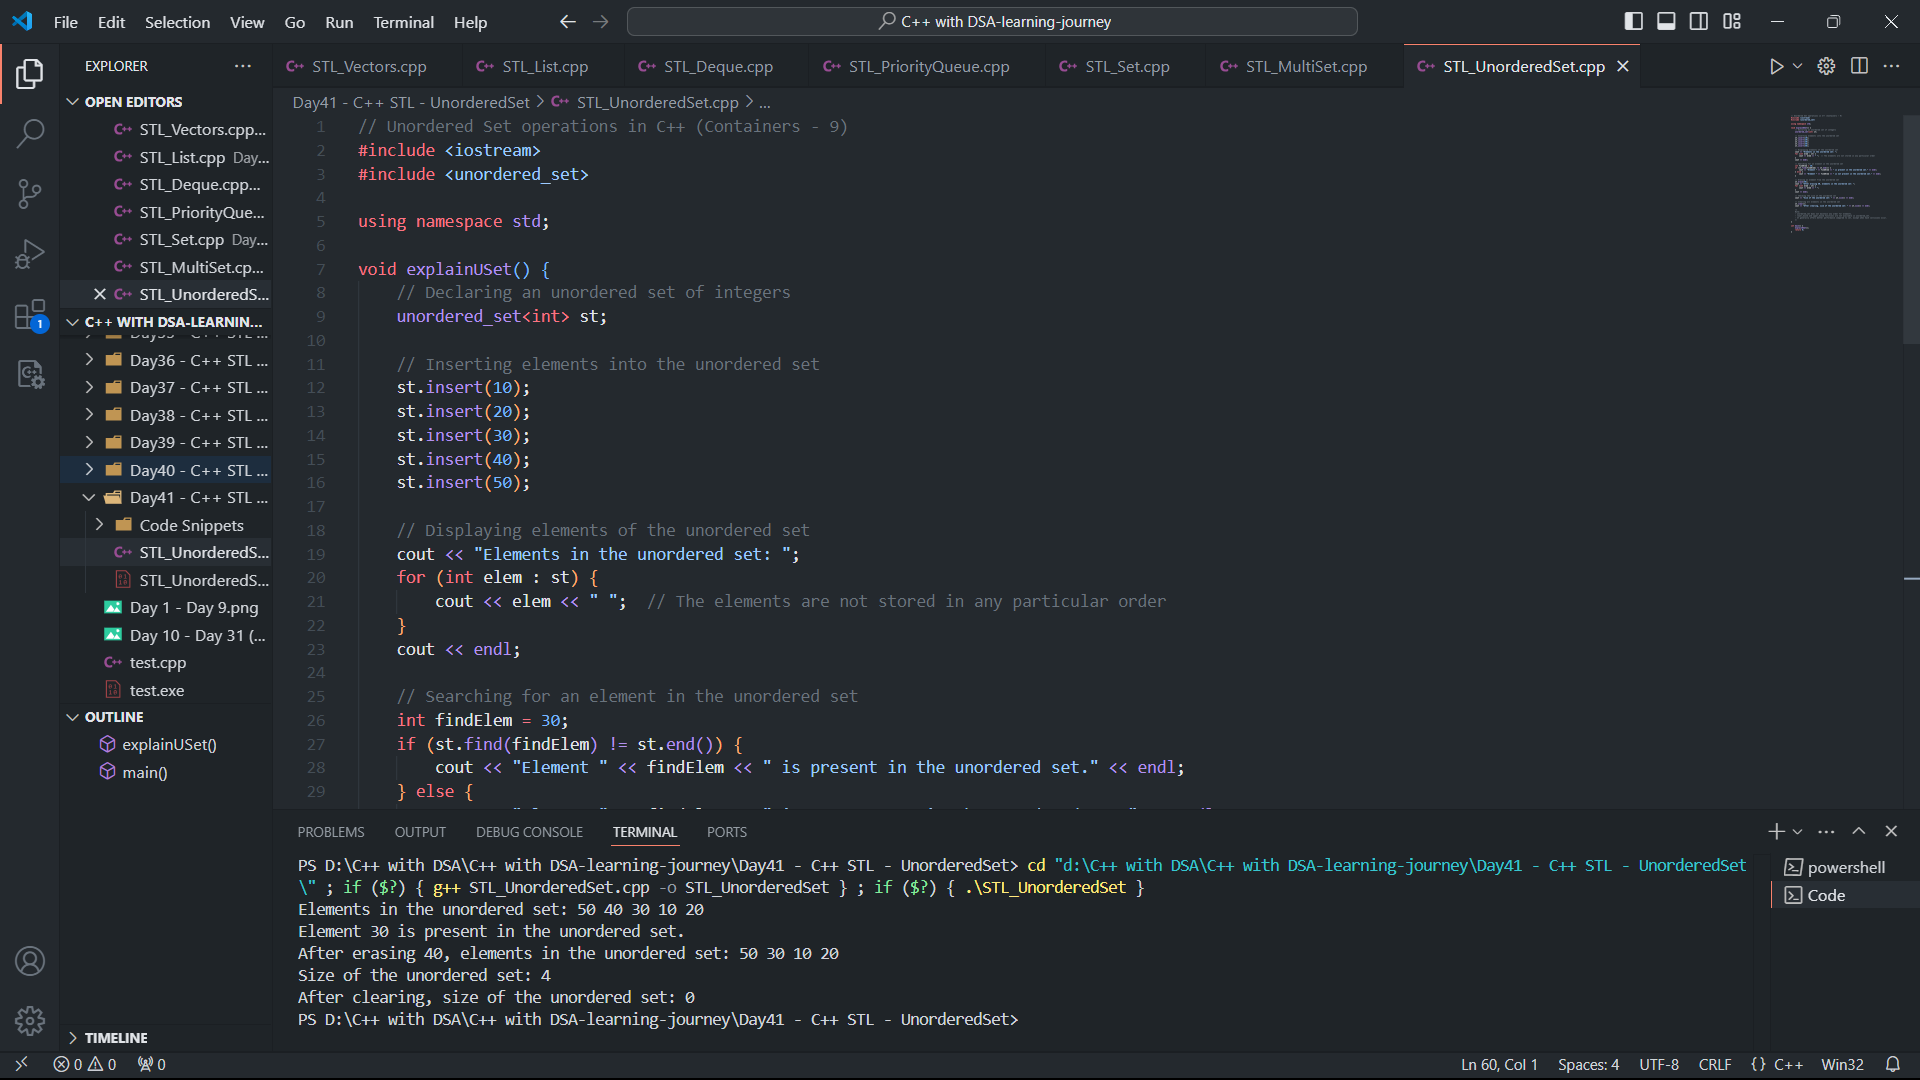 File Edit Selection View Go Run Terminal Help
C++ with DSA-learning-journey
EXPLORER
OPEN EDITORS
STL_Vectors.cpp...
STL_List.cpp Day...
STL_Deque.cpp...
STL_PriorityQue...
STL_Set.cpp Day...
STL_MultiSet.cp...
STL_UnorderedS...
C++ WITH DSA-LEARNIN...
Day36 - C++ STL ...
Day37 - C++ STL ...
Day38 - C++ STL ...
Day39 - C++ STL ...
Day40 - C++ STL ...
Day41 - C++ STL ...
Code Snippets
STL_UnorderedS...
STL_UnorderedS...
Day 1 - Day 9.png
Day 10 - Day 31 (...
test.cpp
test.exe
OUTLINE
explainUSet()
main()
TIMELINE
STL_Vectors.cpp STL_List.cpp STL_Deque.cpp STL_PriorityQueue.cpp STL_Set.cpp STL_MultiSet.cpp STL_UnorderedSet.cpp
Day41 - C++ STL - UnorderedSet > STL_UnorderedSet.cpp > ...
1 // Unordered Set operations in C++ (Containers - 9)
2 #include <iostream>
3 #include <unordered_set>
4
5 using namespace std;
6
7 void explainUSet() {
8 // Declaring an unordered set of integers
9 unordered_set<int> st;
10
11 // Inserting elements into the unordered set
12 st.insert(10);
13 st.insert(20);
14 st.insert(30);
15 st.insert(40);
16 st.insert(50);
17
18 // Displaying elements of the unordered set
19 cout << "Elements in the unordered set: ";
20 for (int elem : st) {
21 cout << elem << " "; // The elements are not stored in any particular order
22 }
23 cout << endl;
24
25 // Searching for an element in the unordered set
26 int findElem = 30;
27 if (st.find(findElem) != st.end()) {
28 cout << "Element " << findElem << " is present in the unordered set." << endl;
29 } else {
PROBLEMS OUTPUT DEBUG CONSOLE TERMINAL PORTS
PS D:\C++ with DSA\C++ with DSA-learning-journey\Day41 - C++ STL - UnorderedSet> cd "d:\C++ with DSA\C++ with DSA-learning-journey\Day41 - C++ STL - UnorderedSet
\" ; if ($?) { g++ STL_UnorderedSet.cpp -o STL_UnorderedSet } ; if ($?) { .\STL_UnorderedSet }
Elements in the unordered set: 50 40 30 10 20
Element 30 is present in the unordered set.
After erasing 40, elements in the unordered set: 50 30 10 20
Size of the unordered set: 4
After clearing, size of the unordered set: 0
PS D:\C++ with DSA\C++ with DSA-learning-journey\Day41 - C++ STL - UnorderedSet>
powershell
Code
0 0 0
Ln 60, Col 1 Spaces: 4 UTF-8 CRLF {} C++ Win32